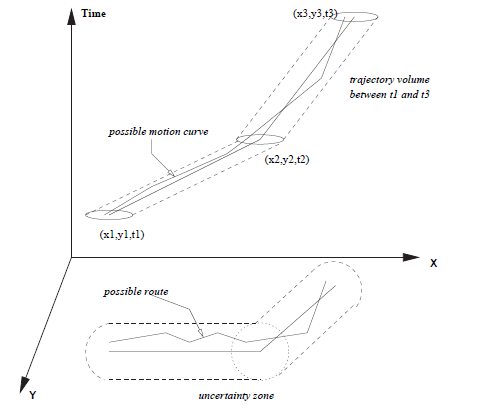 Time
(x3,y3,t3)
trajectory volume
between t1 and t3
possible motion curve
(x2,y2,t2)
(x1,y1,t1)
X
possible route
Y
uncertainty zone